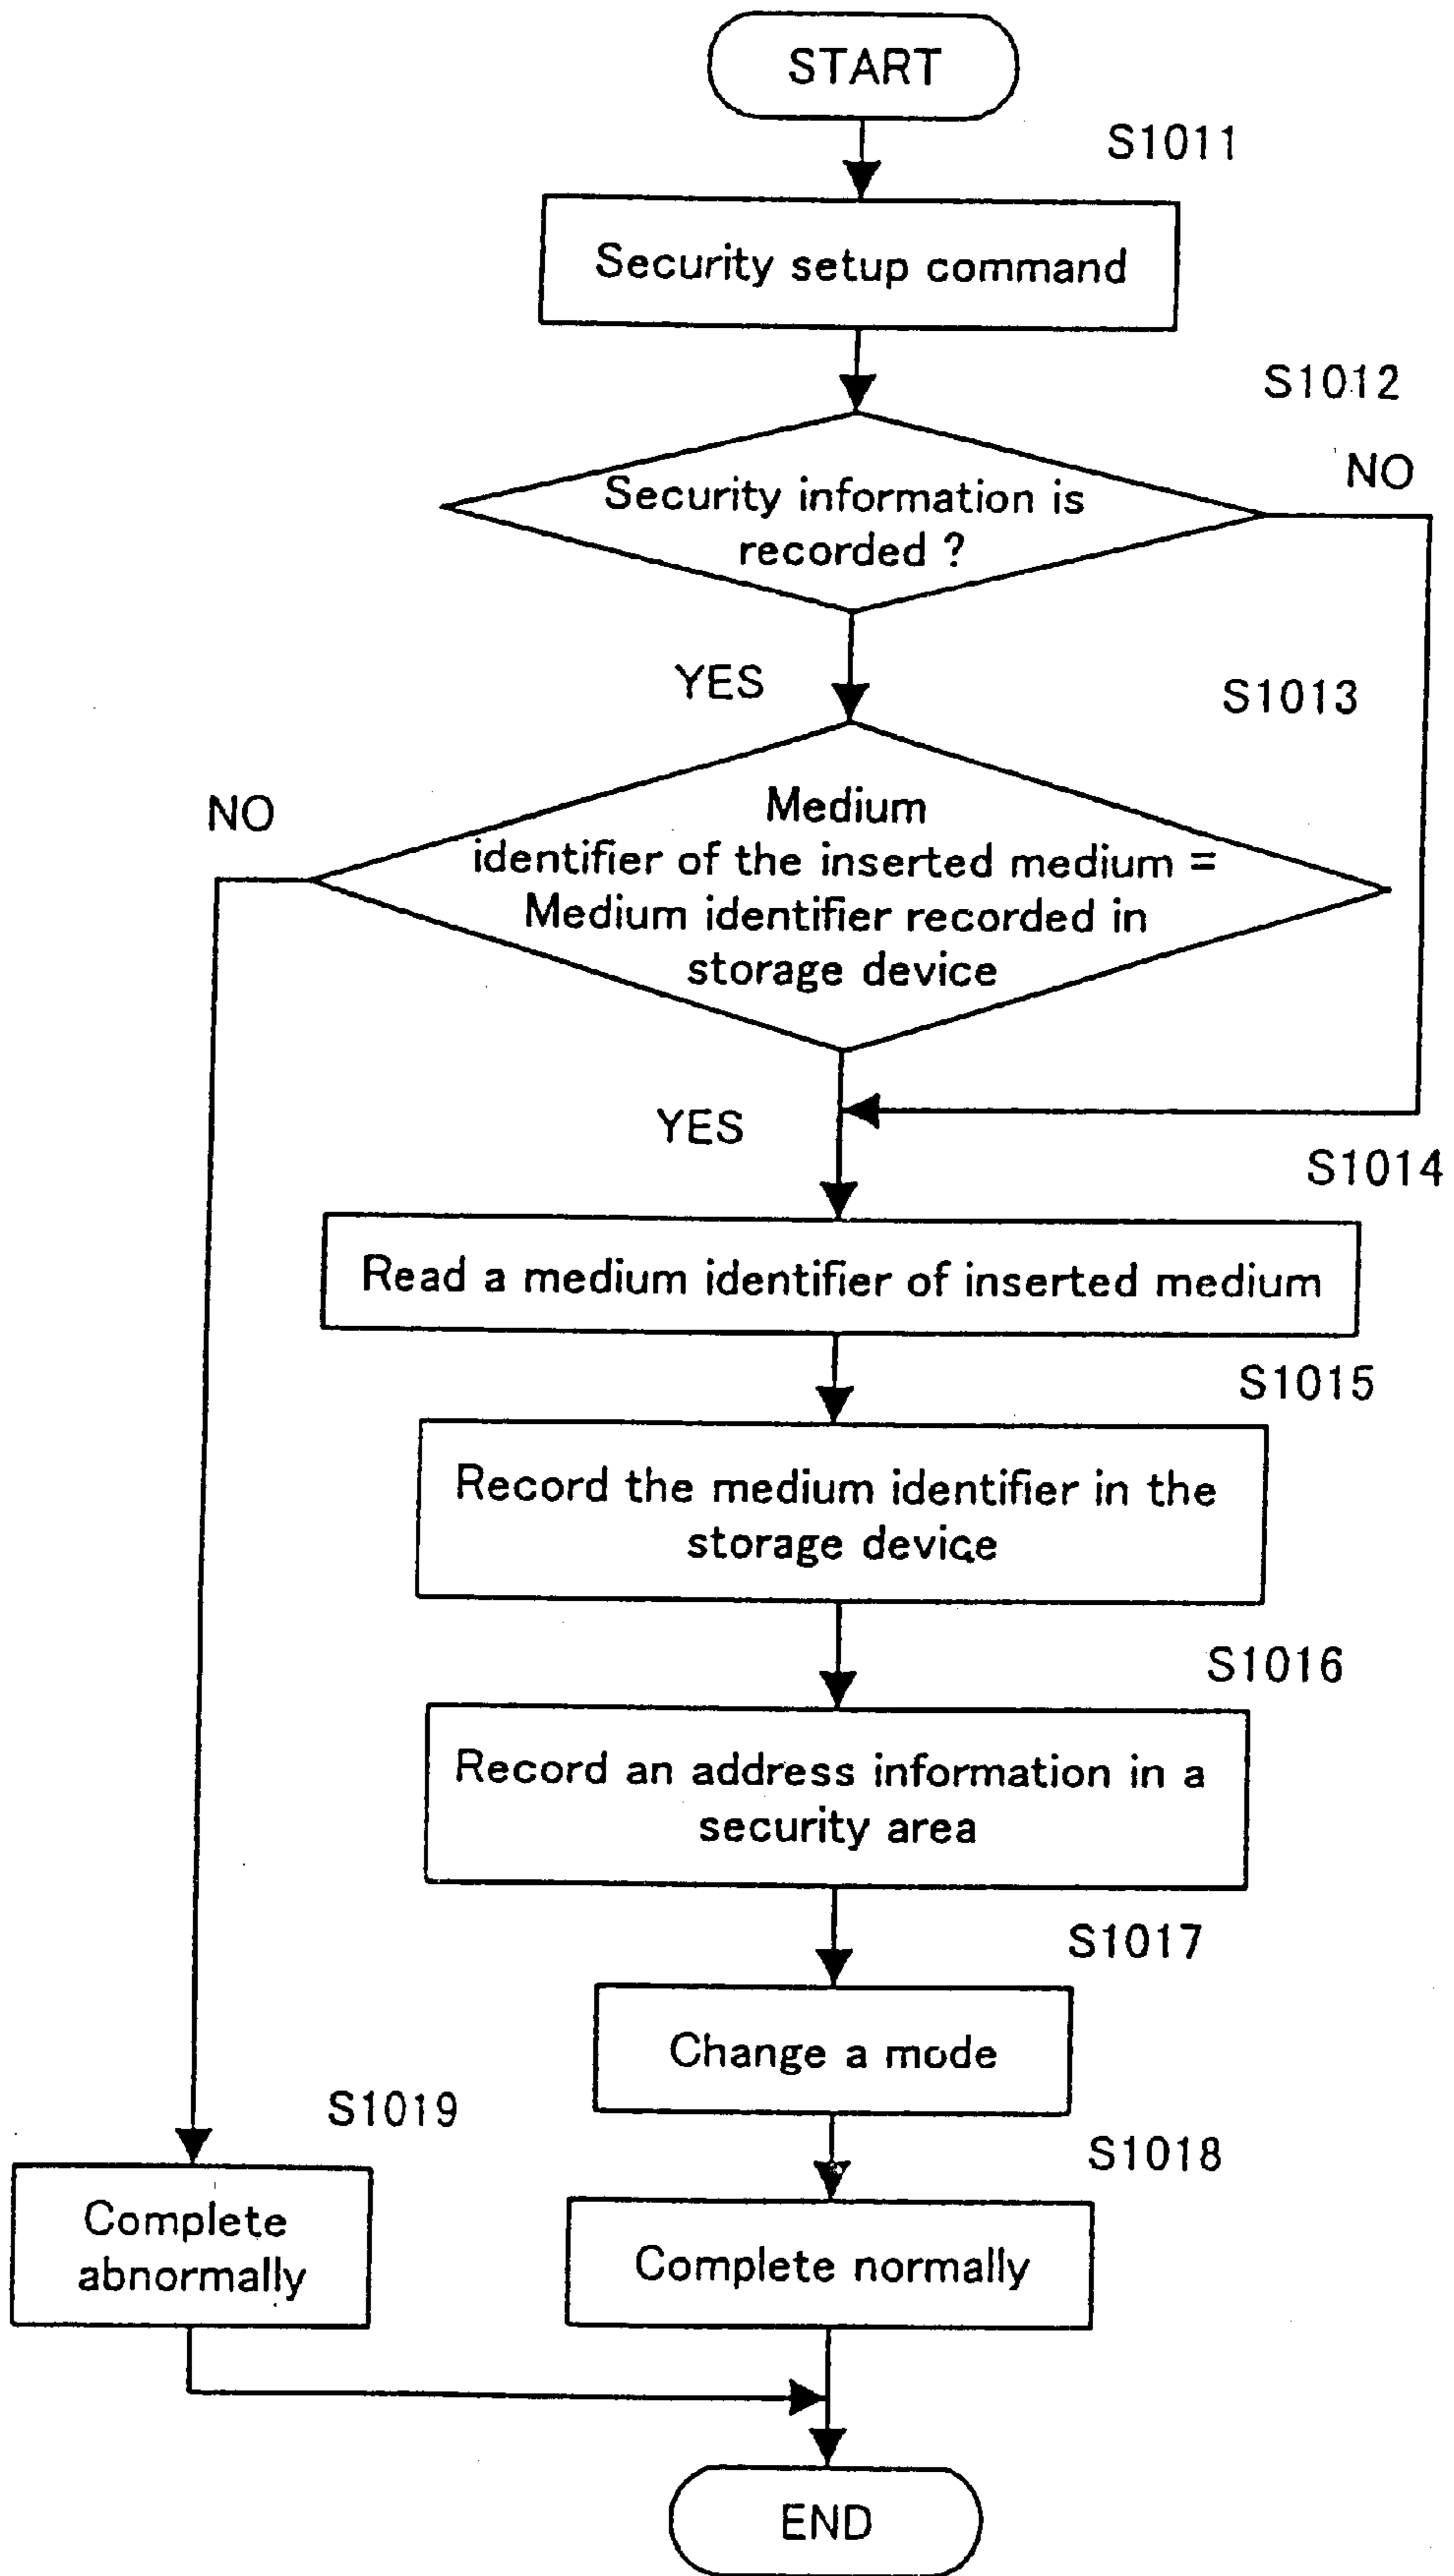 START
S1011
Security setup command
S1012
NO
Security information is
recorded ?
YES
S1013
NO
Medium
identifier of the inserted medium =
Medium identifier recorded in
storage device
YES
S1014
Read a medium identifier of inserted medium
S1015
Record the medium identifier in the
storage device
S1016
Record an address information in a
security area
S1017
Change a mode
S1019
S1018
Complete
abnormally
Complete normally
END